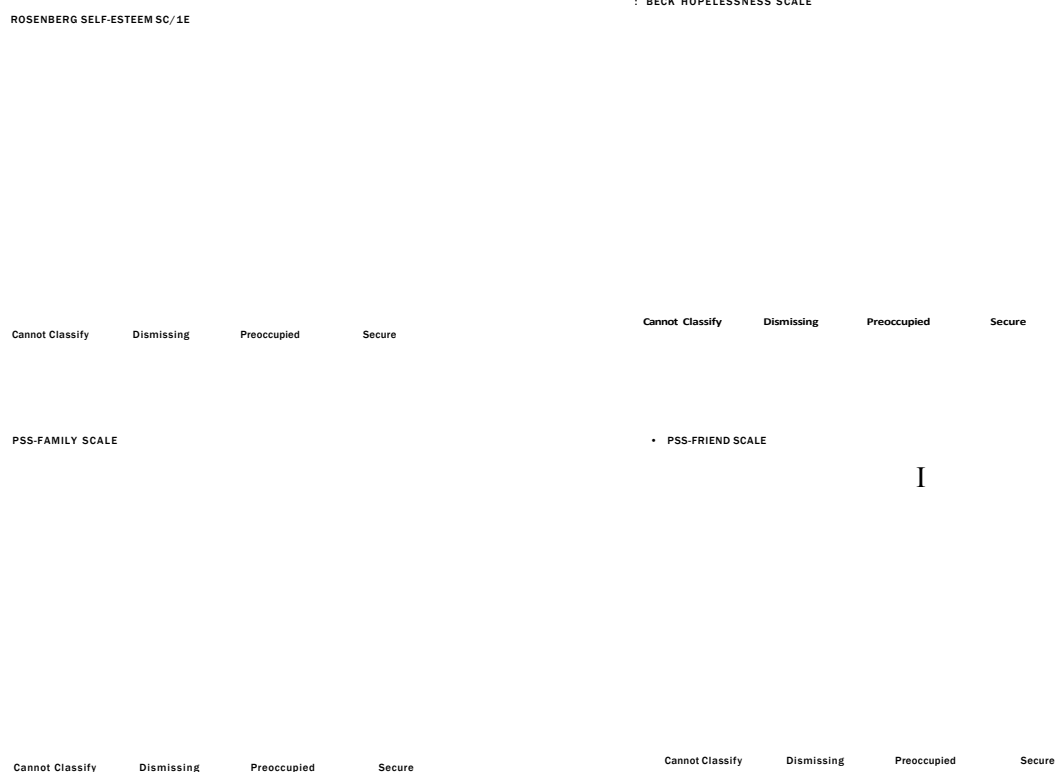 ROSENBERG SELF-ESTEEM SC/1E
: BECK HOPELESSNESS SCALE
Cannot Classify Dismissing Preoccupied Secure
Cannot Classify Dismissing Preoccupied Secure
PSS-FAMILY SCALE
• PSS-FRIEND SCALE
I
Cannot Classify Dismissing Preoccupied Secure
Cannot Classify Dismissing Preoccupied Secure